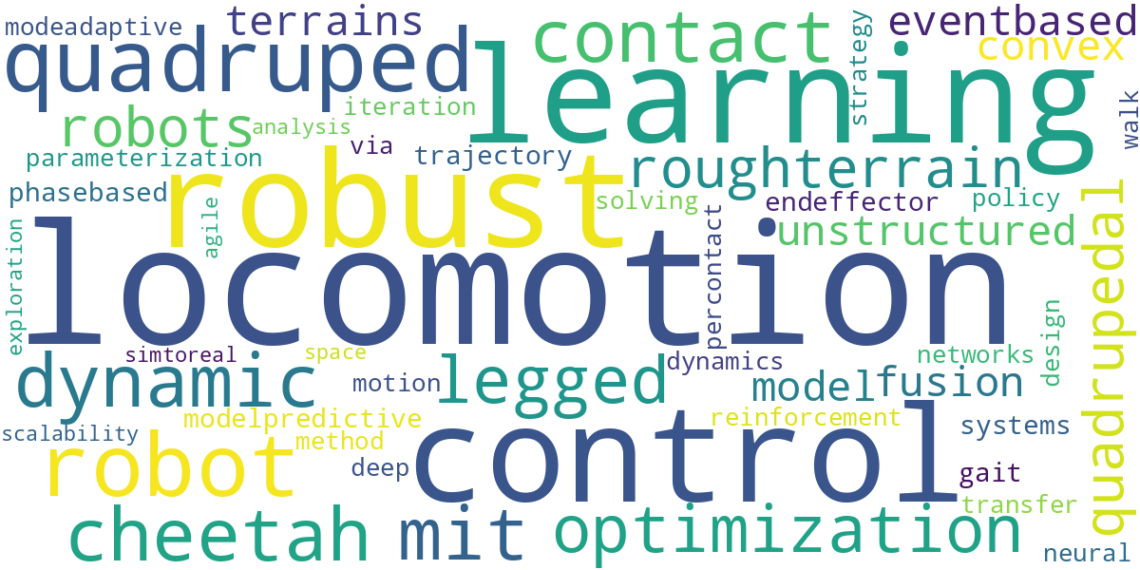 modeadaptive
terrains
contact
strategy
eventbased
quadruped
learning
convex
walk
robots
iteration
analysis
via
trajectory
parameterization
robust
roughterrain
phasebased
agile
solving
endeffector
policy
percontact
unstructured
quadrupedal
exploration
locomotion
simtoreal
space
dynamics
networks
design
dynamic
motion
legged
model
fusion
modelpredictive
reinforcement
scalability
method
control
systems
robot
deep
gait
transfer
cheetah
mit
optimization
neural